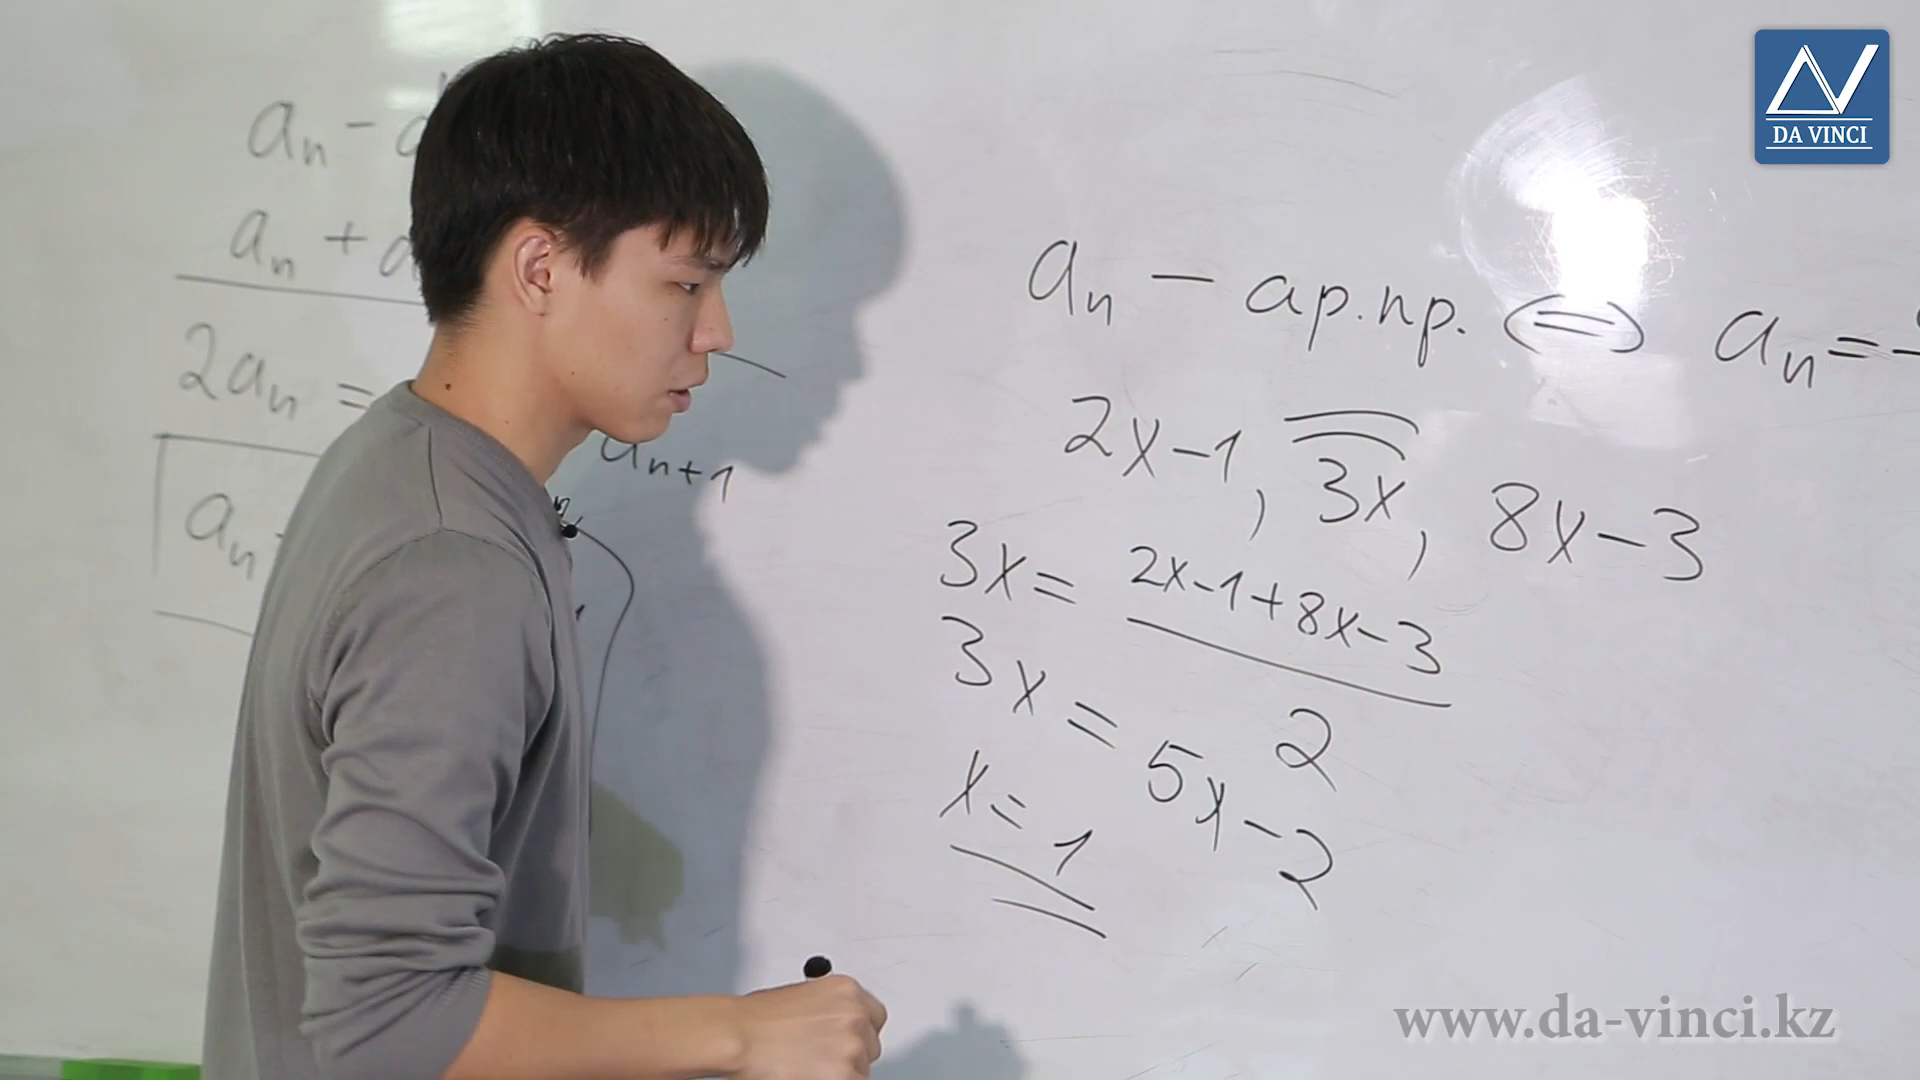 aₙ -
aₙ +
2aₙ =
aₙ₊₁
aₙ
DA VINCI
aₙ - ар.пр. ⇔ aₙ =
2x-1, 3x, 8x-3
3x = (2x-1+8x-3)/2
3x = 5x-2
x = 1
www.da-vinci.kz